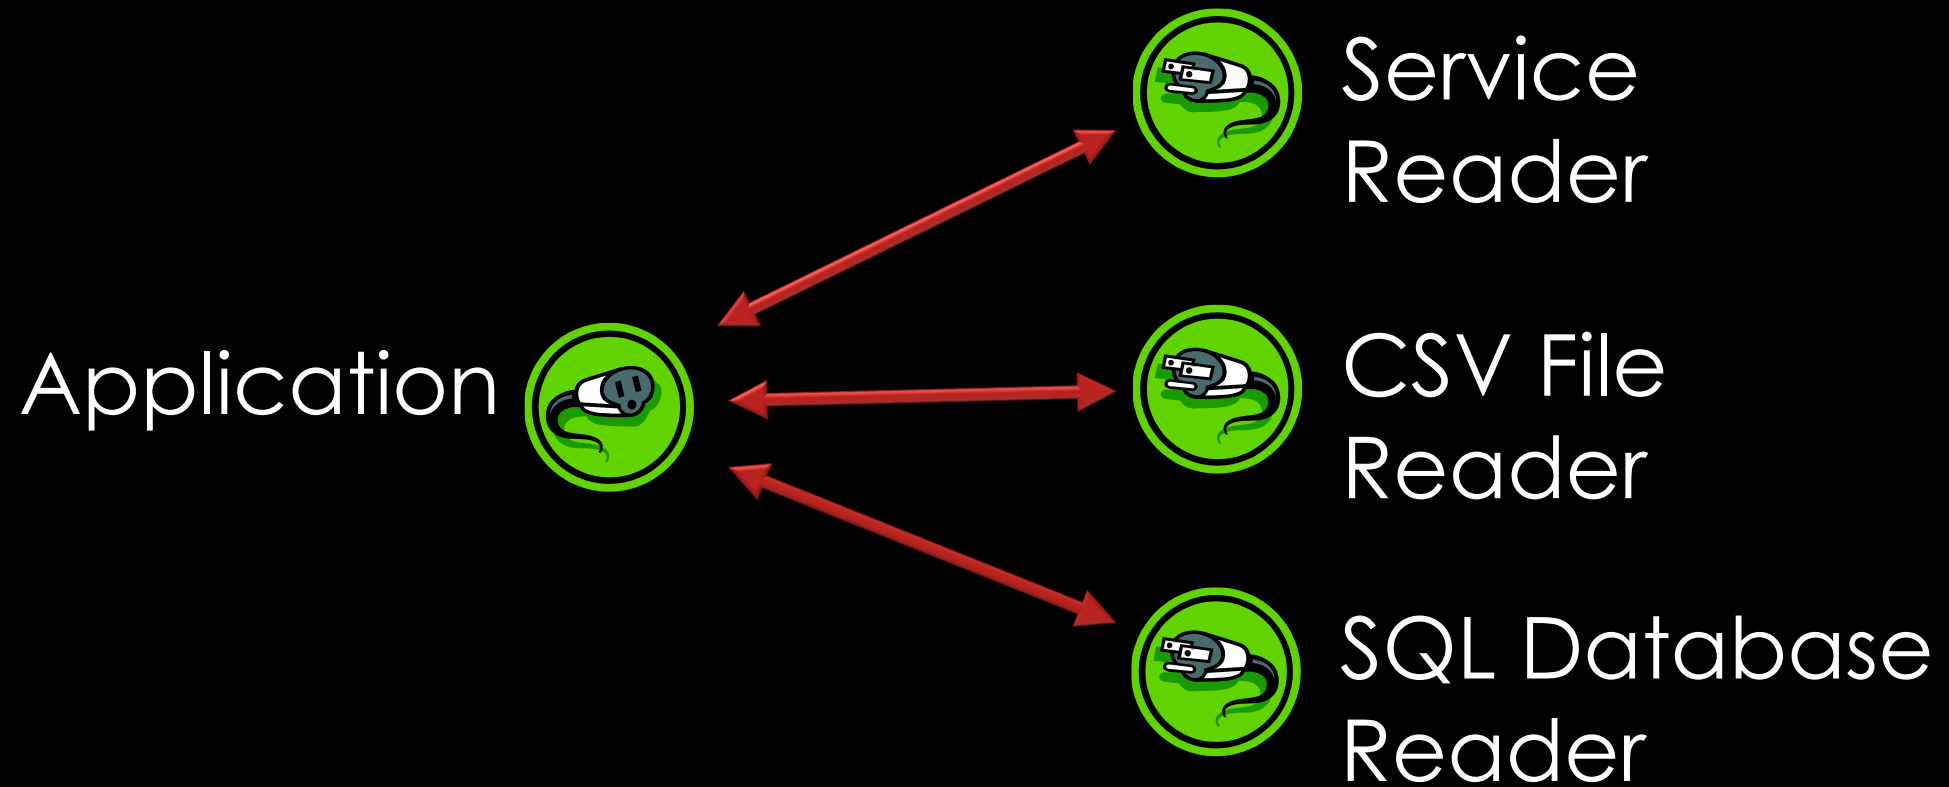 Service
Reader
Application
CSV File
Reader
SQL Database
Reader